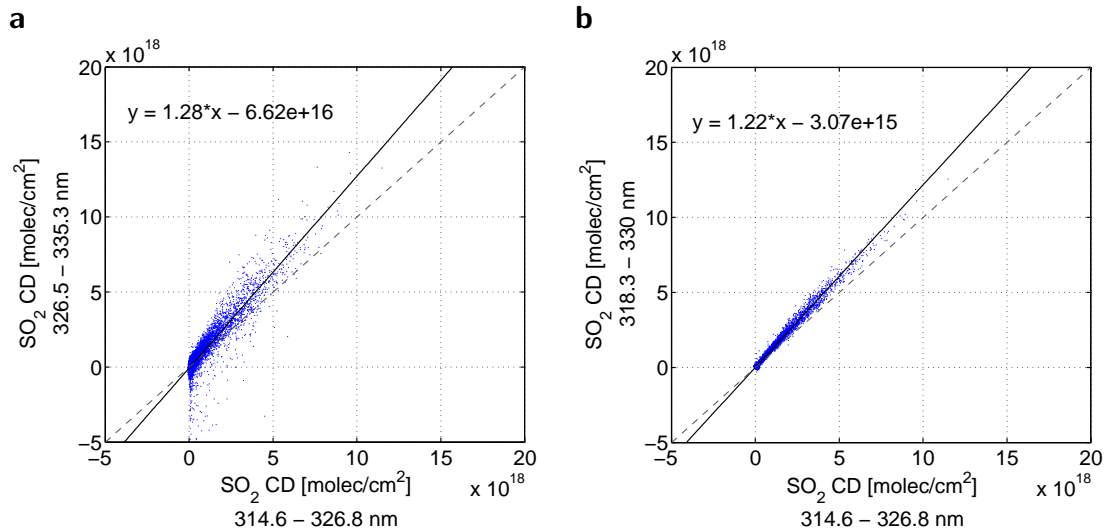 a
x 10^18
20
15
10
5
0
−5
y = 1.28*x − 6.62e+16
SO₂ CD [molec/cm²]
326.5 − 335.3 nm
−5 0 5 10 15 20
SO₂ CD [molec/cm²] x 10^18
314.6 − 326.8 nm
b
x 10^18
20
15
10
5
0
−5
y = 1.22*x − 3.07e+15
SO₂ CD [molec/cm²]
318.3 − 330 nm
−5 0 5 10 15 20
SO₂ CD [molec/cm²] x 10^18
314.6 − 326.8 nm